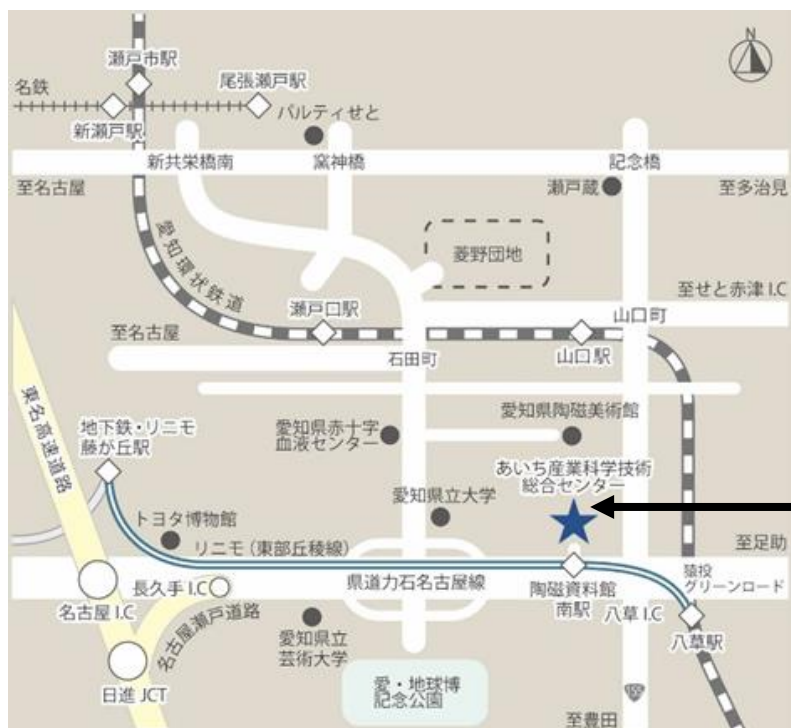 N
瀬戸市駅
名鉄
尾張瀬戸駅
新瀬戸駅
パルティせと
新共栄橋南
窯神橋
記念橋
至名古屋
瀬戸蔵
至多治見
愛知環状鉄道
菱野団地
至せと赤津 I.C
瀬戸口駅
山口町
至名古屋
石田町
山口駅
東名高速道路
地下鉄・リニモ
藤が丘駅
愛知県赤十字
血液センター
愛知県陶磁美術館
あいち産業科学技術
総合センター
愛知県立大学
トヨタ博物館
リニモ（東部丘稜線）
至足助
名古屋 I.C
長久手 I.C
県道力石名古屋線
陶磁資料館
南駅
猿投
グリーンロード
八草 I.C
八草駅
名古屋瀬戸道路
愛知県立
芸術大学
日進 JCT
愛・地球博
記念公園
155
至豊田